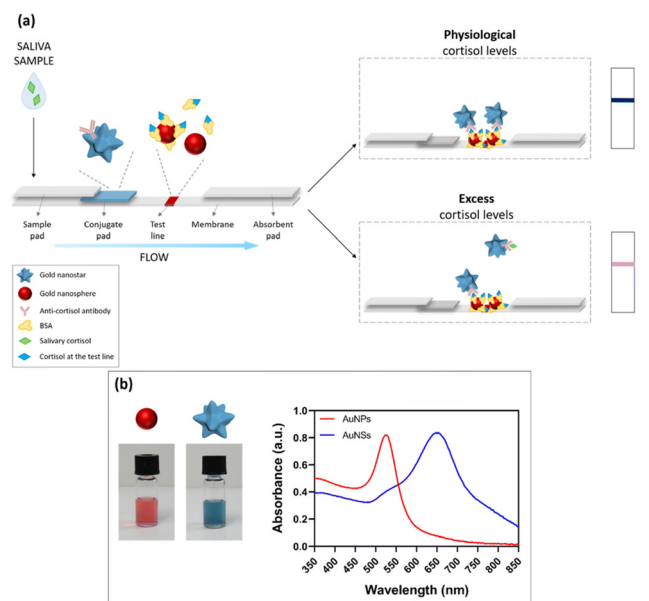 (a)
SALIVA
SAMPLE
Physiological
cortisol levels
Excess
cortisol levels
Sample
pad
Conjugate
pad
Test
line
Membrane
Absorbent
pad
FLOW
Gold nanostar
Gold nanosphere
Anti-cortisol antibody
BSA
Salivary cortisol
Cortisol at the test line
(b)
AuNPs
AuNSs
Absorbance (a.u.)
1.0
0.8
0.6
0.4
0.2
0.0
350
400
450
500
550
600
650
700
750
800
850
Wavelength (nm)